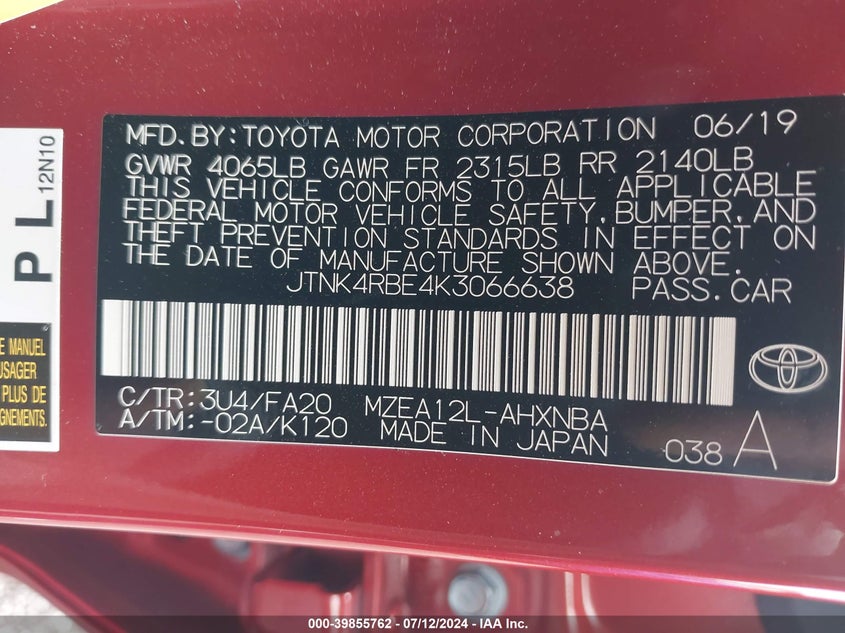 MFD.BY:TOYOTA MOTOR CORPORATION 06/19
GVWR 4065LB GAWR FR 2315LB RR 2140LB
THIS VEHICLE CONFORMS TO ALL APPLICABLE
FEDERAL MOTOR VEHICLE SAFETY,BUMPER,AND
THEFT PREVENTION STANDARDS IN EFFECT ON
THE DATE OF MANUFACTURE SHOWN ABOVE.
JTNK4RBE4K3066638 PASS.CAR
C/TR:3U4/FA20 MZEA12L-AHXNBA
A/TM:-02A/K120 MADE IN JAPAN
038 A
P L 12N10
E MANUEL
USAGER
PLUS DE
IGNEMENTS.
000-39855762 - 07/12/2024 - IAAI.com